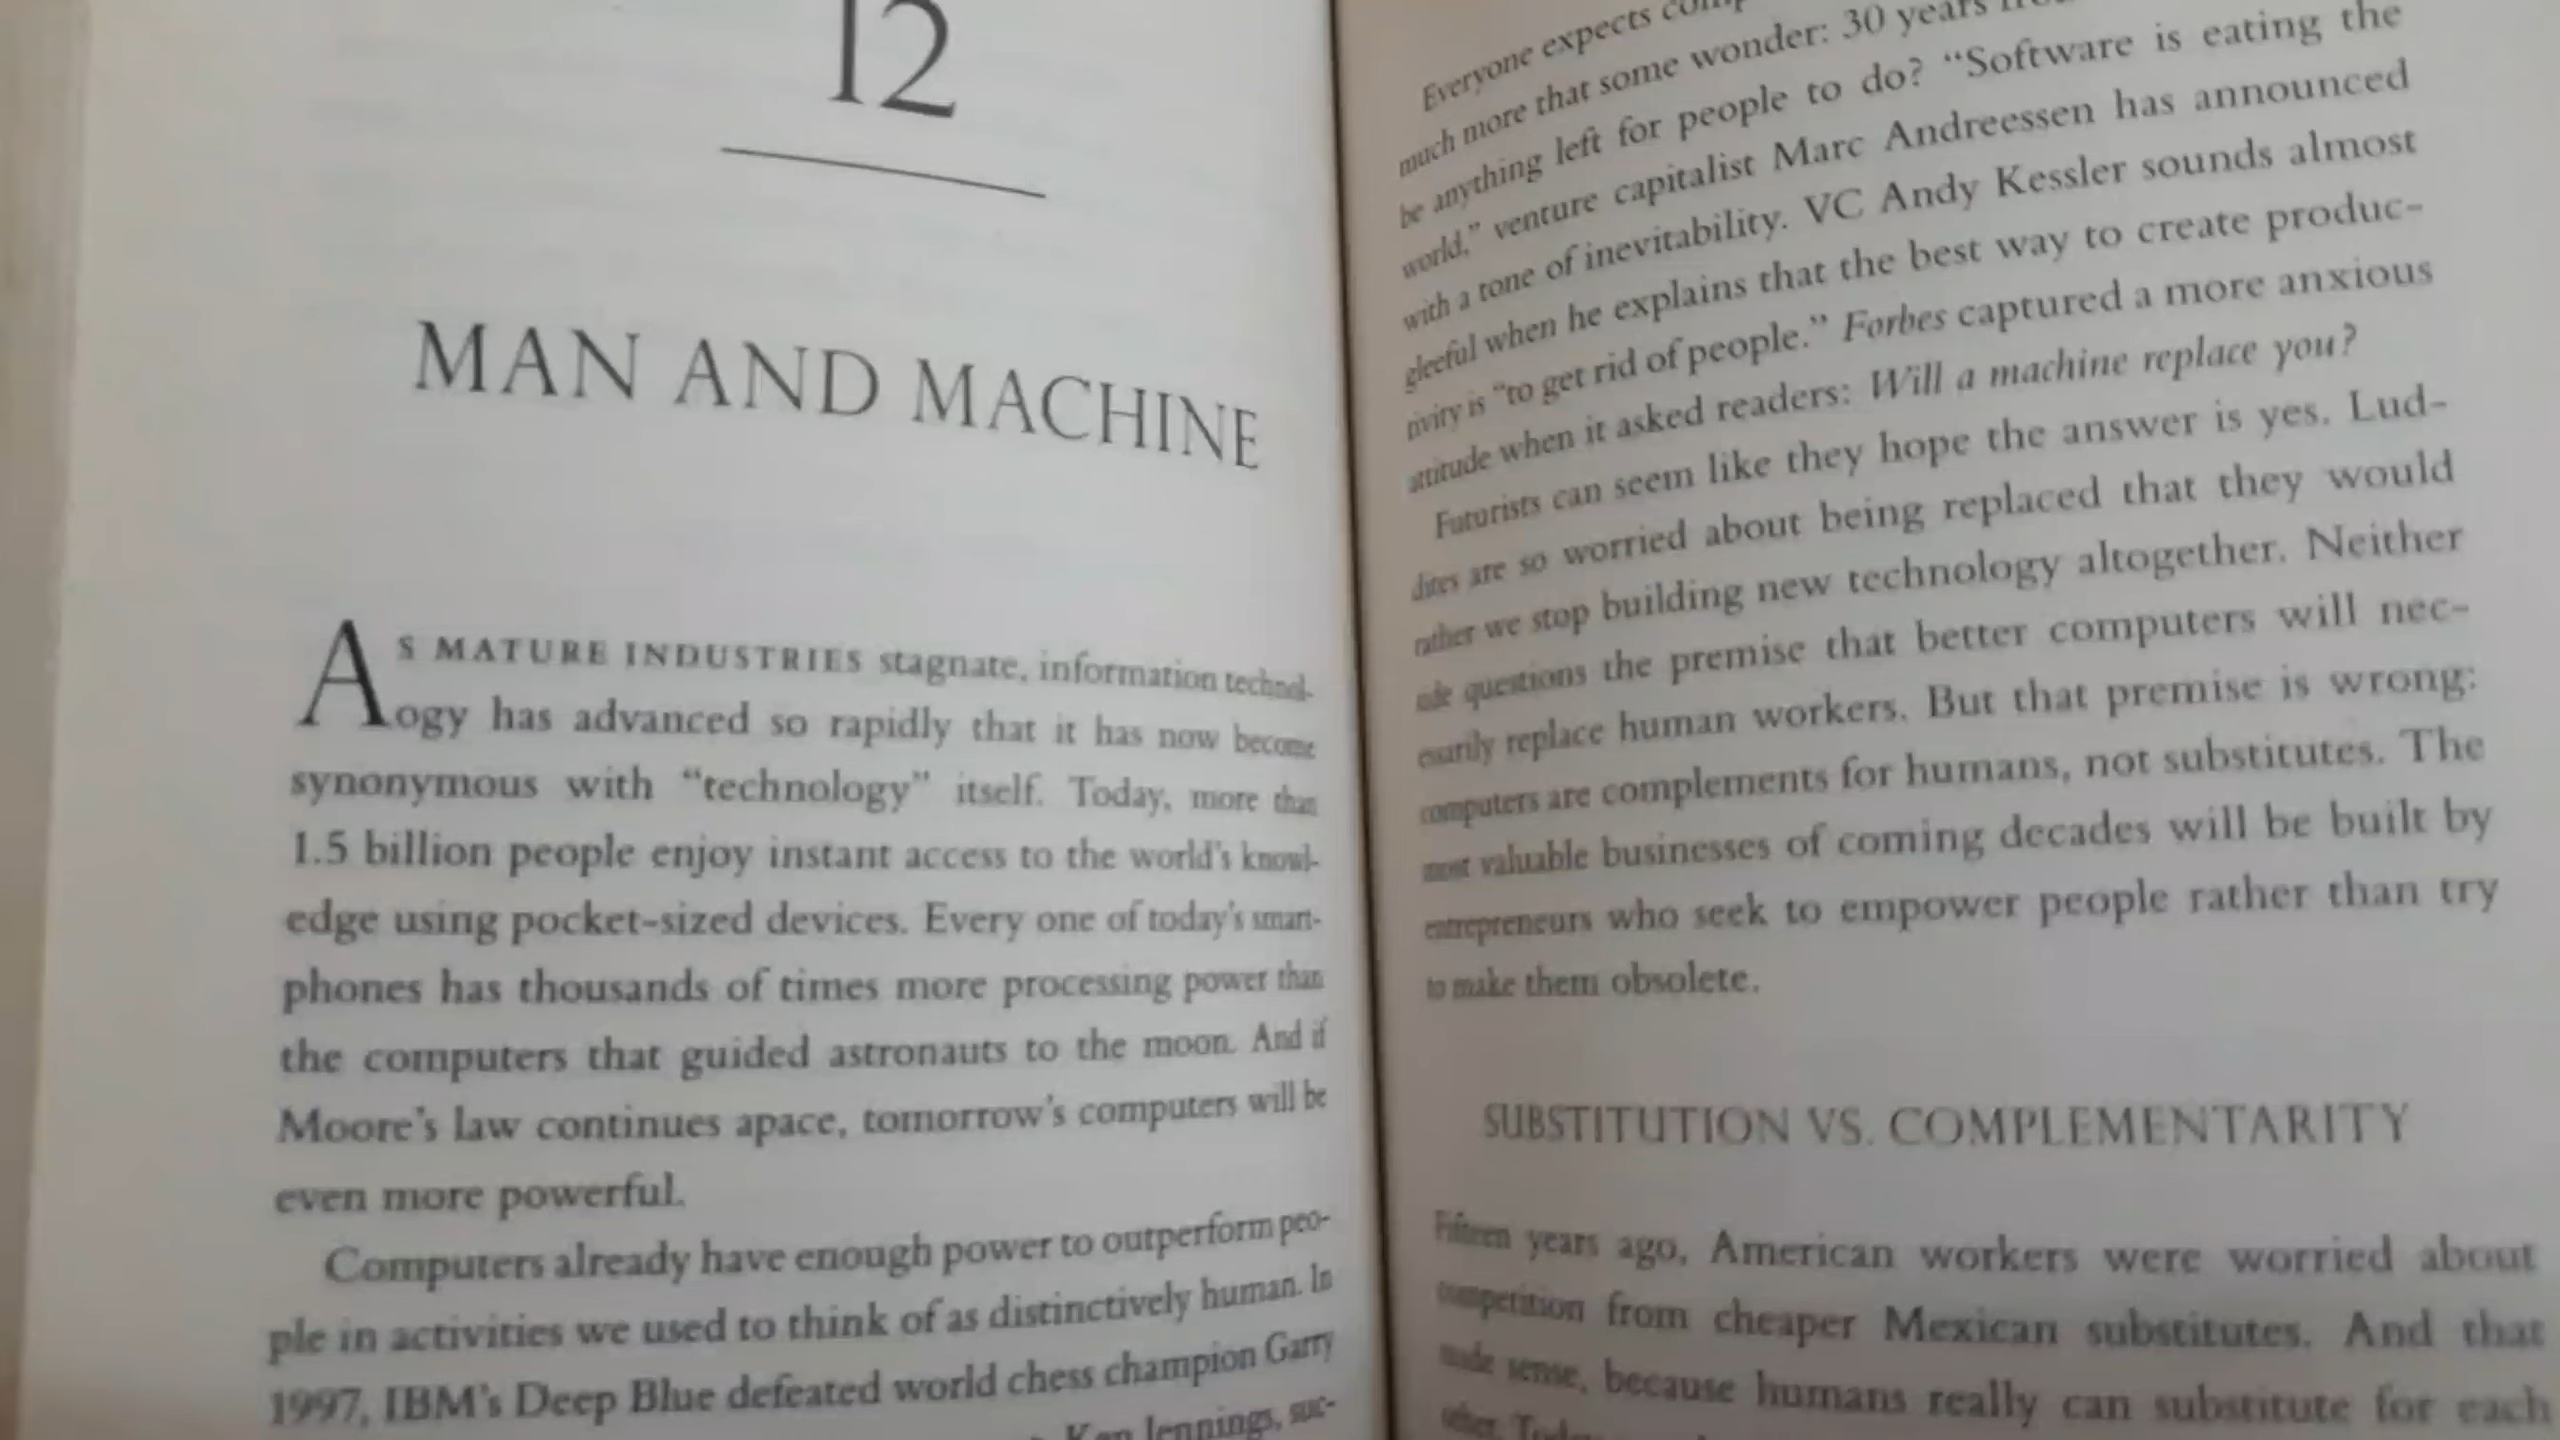 12
MAN AND MACHINE
AS MATURE INDUSTRIES stagnate, information technol-
ogy has advanced so rapidly that it has now become
synonymous with “technology” itself. Today, more than
1.5 billion people enjoy instant access to the world's knowl-
edge using pocket-sized devices. Every one of today's smart-
phones has thousands of times more processing power than
the computers that guided astronauts to the moon. And if
Moore's law continues apace, tomorrow's computers will be
even more powerful.
Computers already have enough power to outperform peo-
ple in activities we used to think of as distinctively human. In
1997, IBM's Deep Blue defeated world chess champion Garry
Ken Jennings, suc-
Everyone expects
much more that some wonder: 30 years
be anything left for people to do? “Software is eating the
world,” venture capitalist Marc Andreessen has announced
with a tone of inevitability. VC Andy Kessler sounds almost
gleeful when he explains that the best way to create produc-
tivity is “to get rid of people.” Forbes captured a more anxious
attitude when it asked readers: Will a machine replace you?
Futurists can seem like they hope the answer is yes. Lud-
dites are so worried about being replaced that they would
rather we stop building new technology altogether. Neither
side questions the premise that better computers will nec-
essarily replace human workers. But that premise is wrong:
computers are complements for humans, not substitutes. The
most valuable businesses of coming decades will be built by
entrepreneurs who seek to empower people rather than try
to make them obsolete.
SUBSTITUTION VS. COMPLEMENTARITY
Fifteen years ago, American workers were worried about
competition from cheaper Mexican substitutes. And that
made sense, because humans really can substitute for each
other.